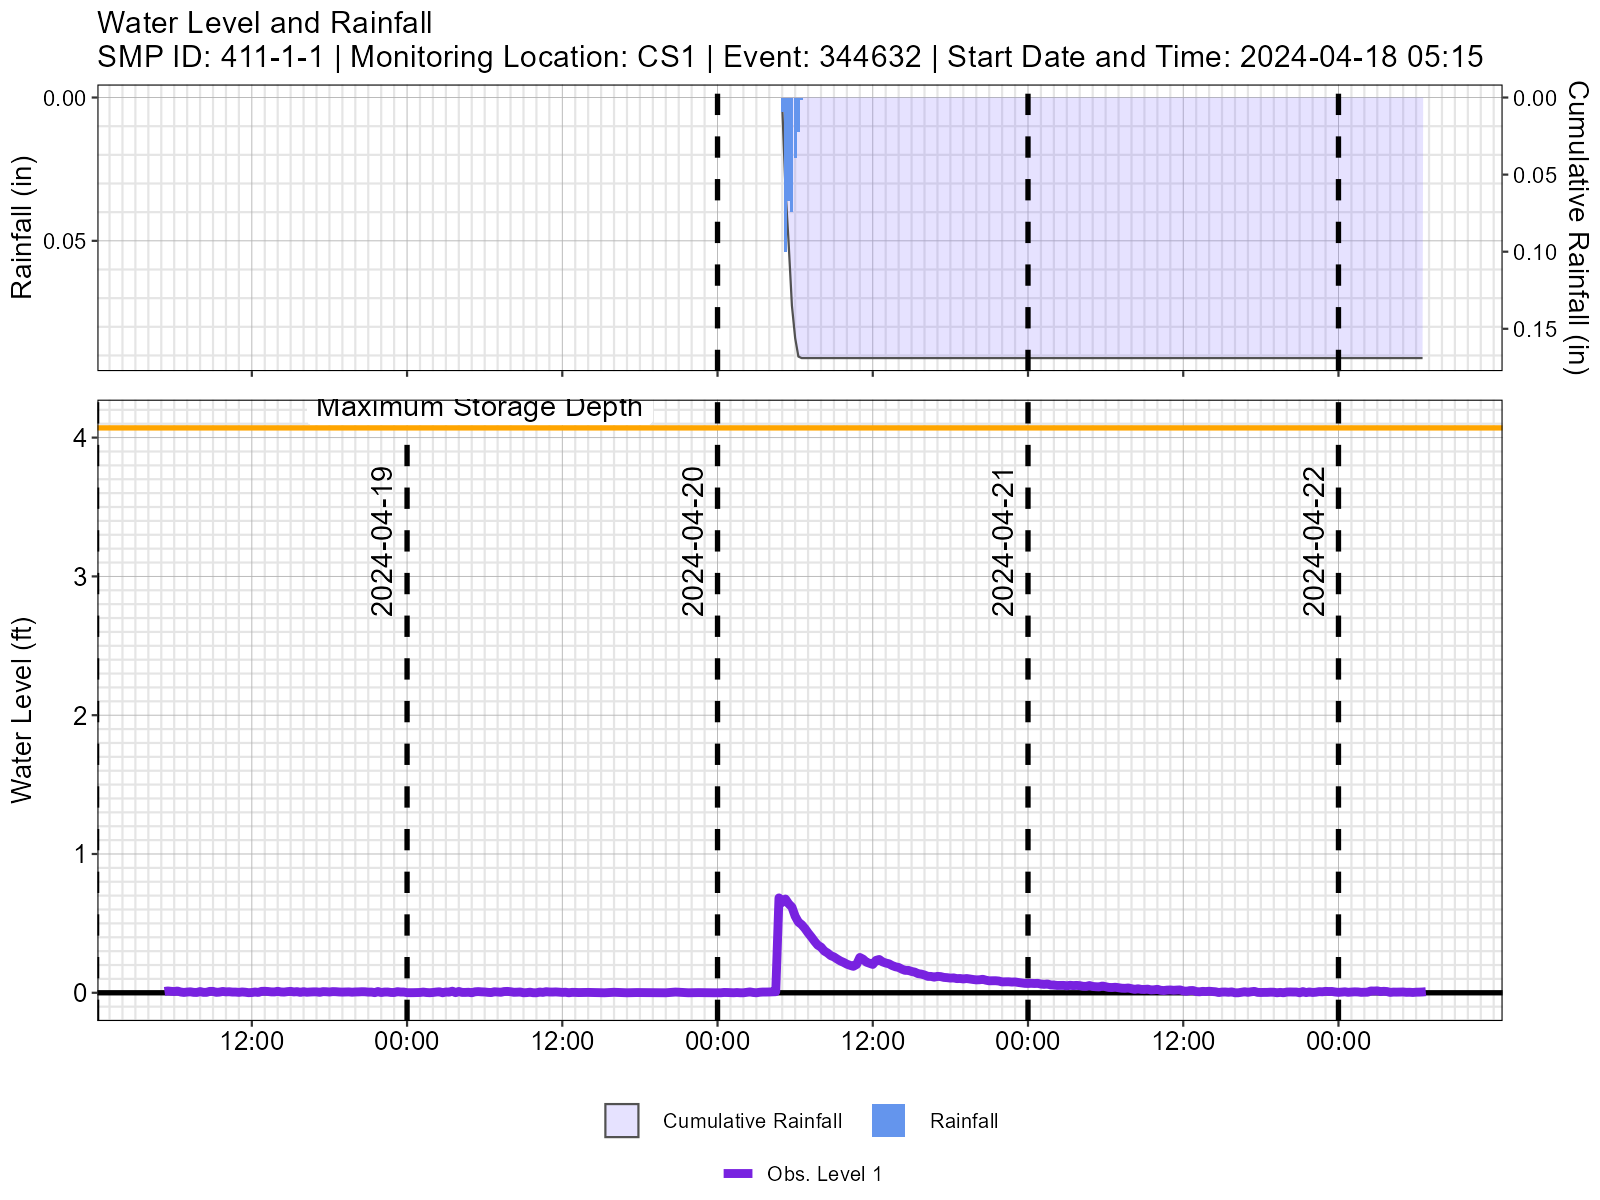 Water Level and Rainfall
SMP ID: 411-1-1 | Monitoring Location: CS1 | Event: 344632 | Start Date and Time: 2024-04-18 05:15
Rainfall (in)
0.00
0.05
0.00
0.05
0.10
0.15
Cumulative Rainfall (in)
Maximum Storage Depth
Water Level (ft)
4
3
2
1
0
2024-04-19
2024-04-20
2024-04-21
2024-04-22
12:00 00:00 12:00 00:00 12:00 00:00 12:00 00:00
Cumulative Rainfall Rainfall
Obs. Level 1